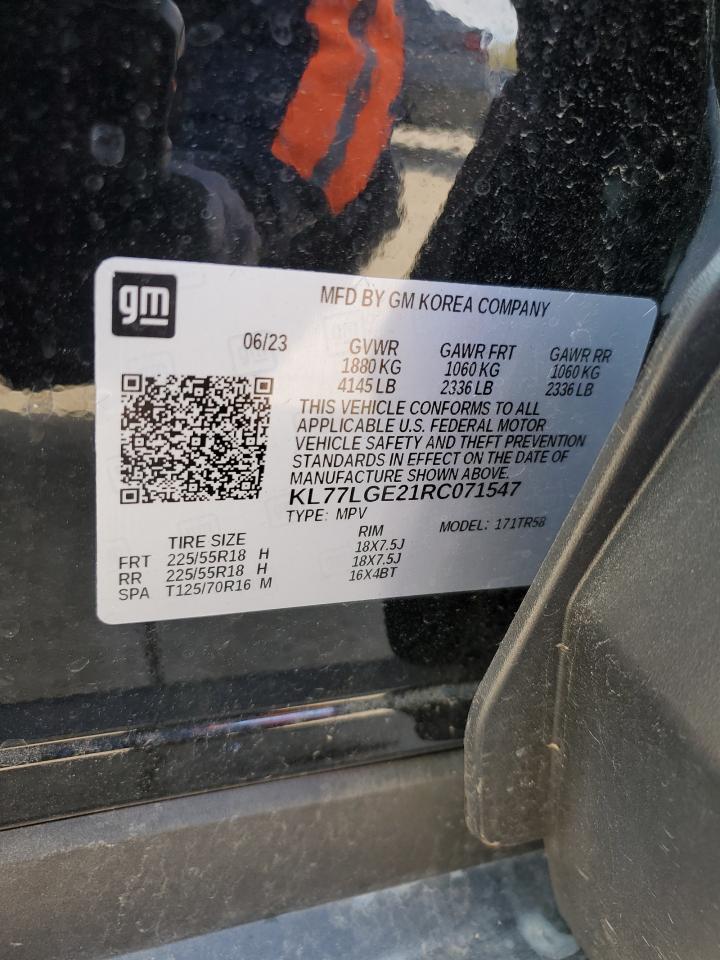 gm
MFD BY GM KOREA COMPANY
06/23 GVWR GAWR FRT GAWR RR
1880 KG 1060 KG 1060 KG
4145 LB 2336 LB 2336 LB
THIS VEHICLE CONFORMS TO ALL
APPLICABLE U.S. FEDERAL MOTOR
VEHICLE SAFETY AND THEFT PREVENTION
STANDARDS IN EFFECT ON THE DATE OF
MANUFACTURE SHOWN ABOVE.
KL77LGE21RC071547
TYPE: MPV MODEL: 171TR58
TIRE SIZE RIM
FRT 225/55R18 H 18X7.5J
RR 225/55R18 H 18X7.5J
SPA T125/70R16 M 16X4BT